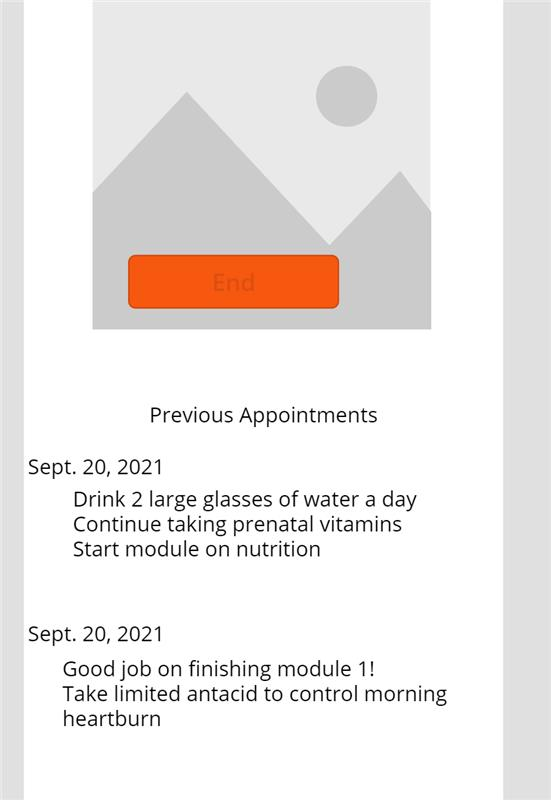 End
Previous Appointments
Sept. 20, 2021
Drink 2 large glasses of water a day
Continue taking prenatal vitamins
Start module on nutrition
Sept. 20, 2021
Good job on finishing module 1!
Take limited antacid to control morning
heartburn